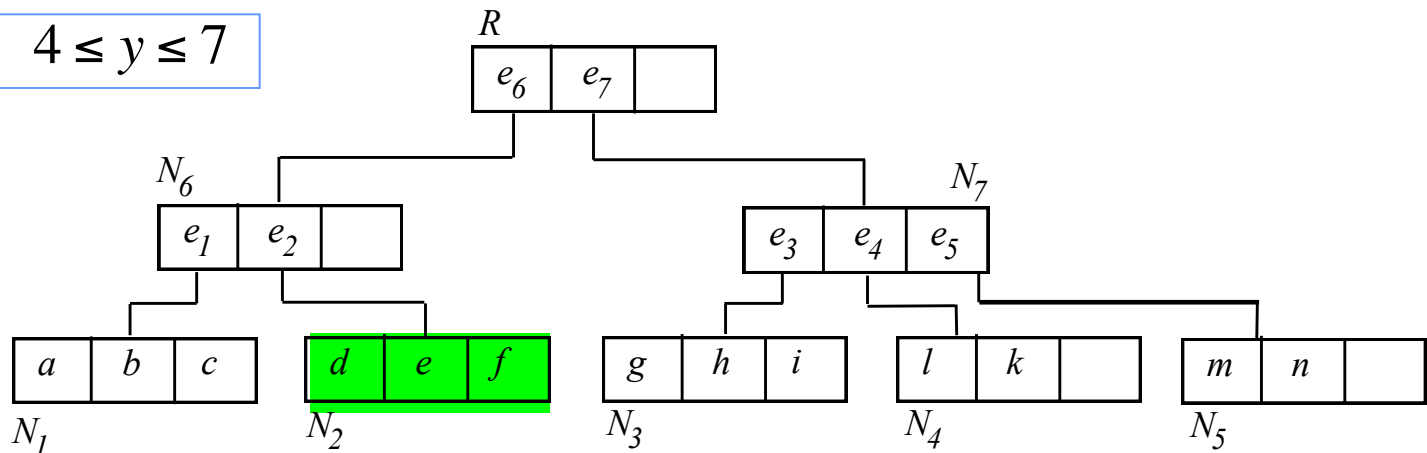 R
4 ≤ y ≤ 7
e6 e7
N6 N7
e1 e2
e3 e4 e5
a b c
d e f
g h i
l k
m n
N1 N2 N3 N4 N5